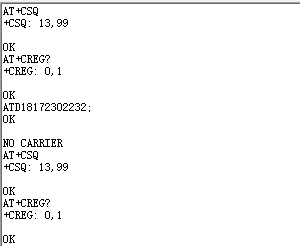 AT+CSQ
+CSQ: 13,99
OK
AT+CREG?
+CREG: 0,1
OK
ATD18172302232;
OK
NO CARRIER
AT+CSQ
+CSQ: 13,99
OK
AT+CREG?
+CREG: 0,1
OK